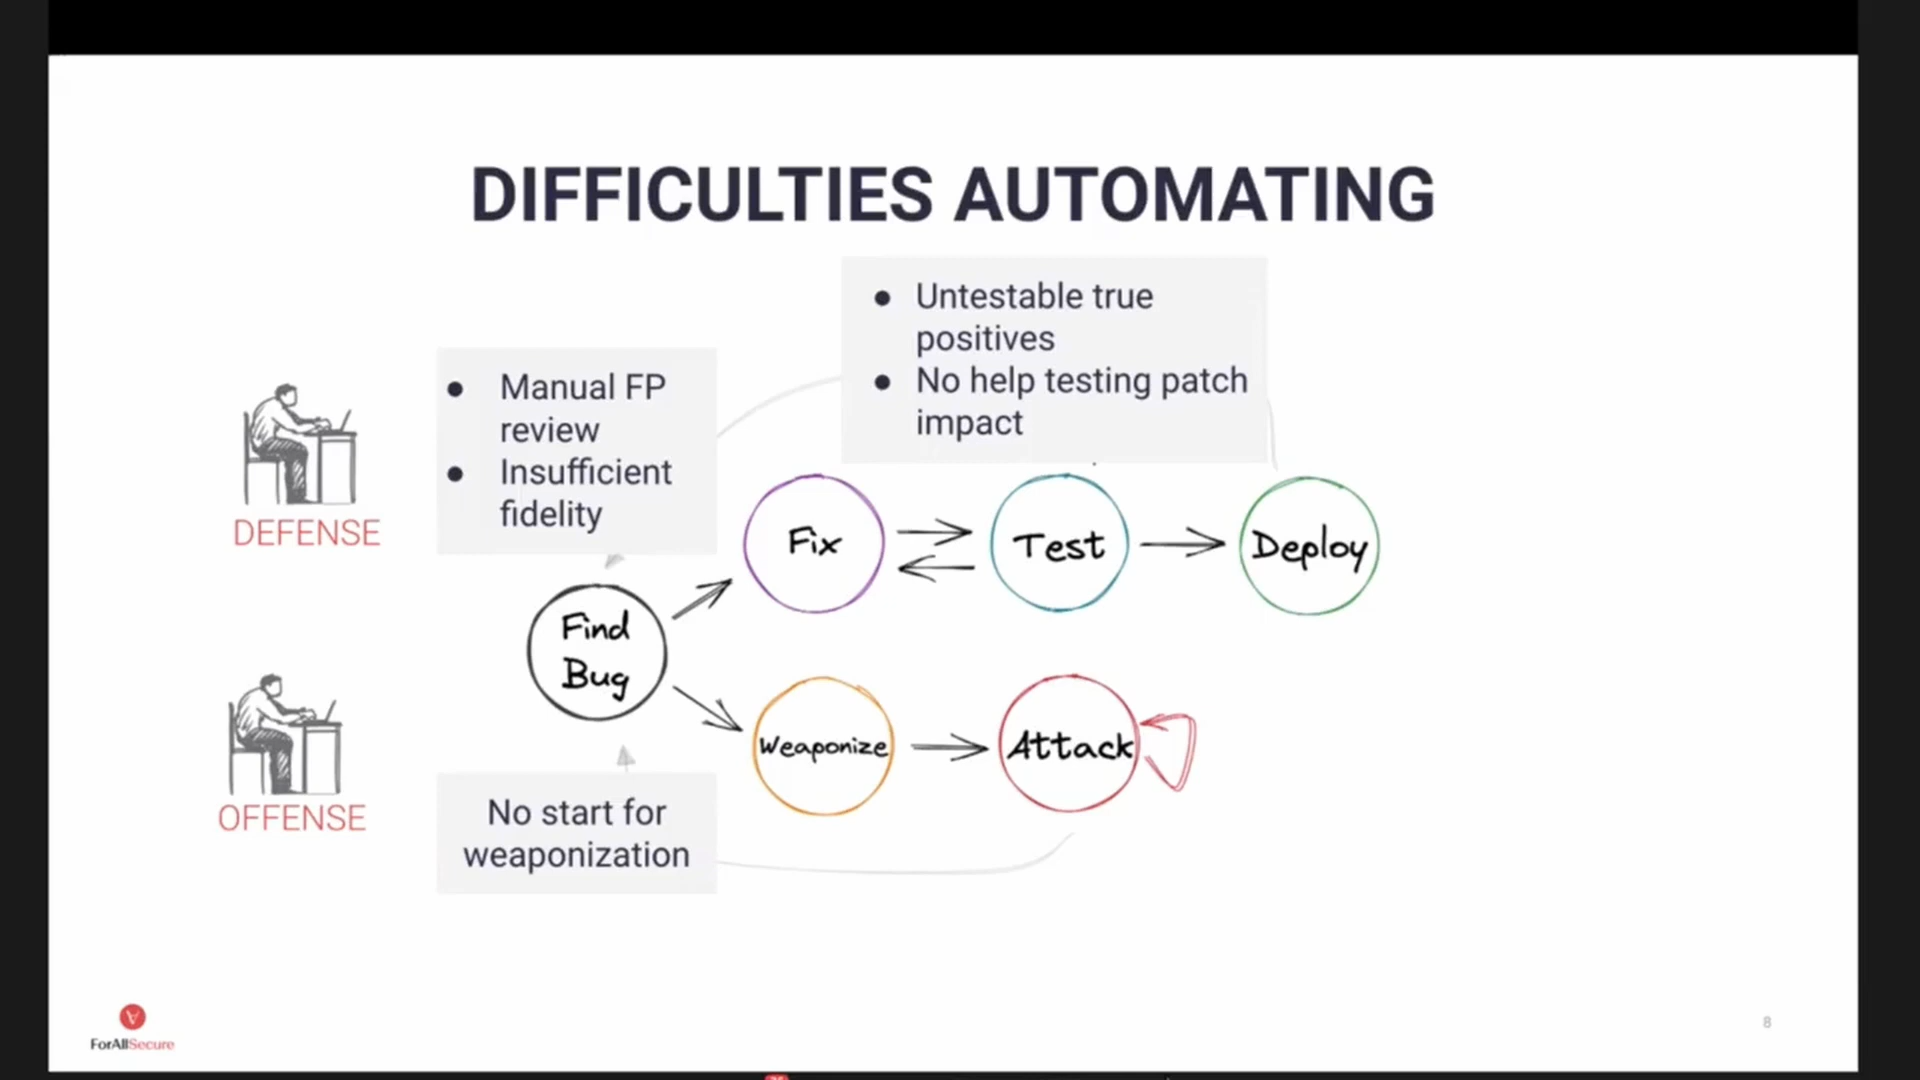 DIFFICULTIES AUTOMATING
● Untestable true
positives
● No help testing patch
impact
● Manual FP
review
● Insufficient
fidelity
DEFENSE
Fix
Test
Deploy
Find
Bug
Weaponize
Attack
OFFENSE
No start for
weaponization
ForAllSecure
8